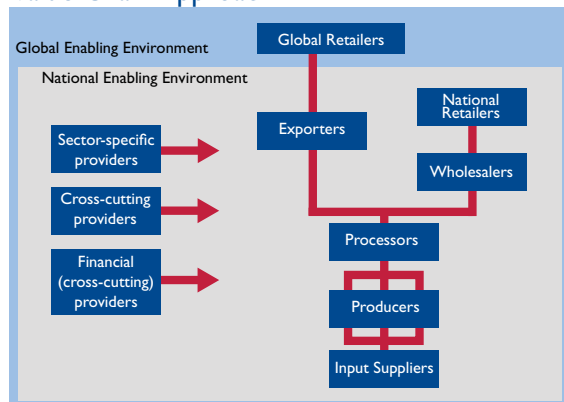 Global Enabling Environment
Global Retailers
National Enabling Environment
National
Retailers
Exporters
Sector-specific
providers
Wholesalers
Cross-cutting
providers
Processors
Financial
(cross-cutting)
providers
Producers
Input Suppliers